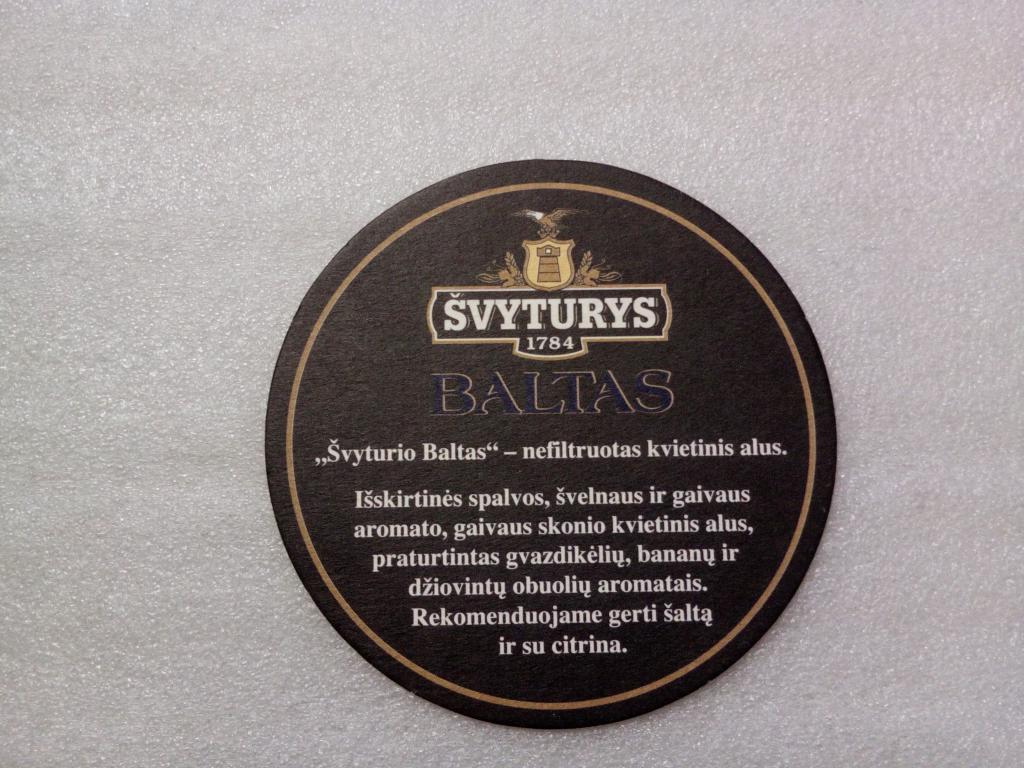 ŠVYTURYS
1784
BALTAS
„Švyturio Baltas“ – nefiltruotas kvietinis alus.
Išskirtinės spalvos, švelnaus ir gaivaus
aromato, gaivaus skonio kvietinis alus,
praturtintas gvazdikėlių, bananų ir
džiovintų obuolių aromatais.
Rekomenduojame gerti šaltą
ir su citrina.